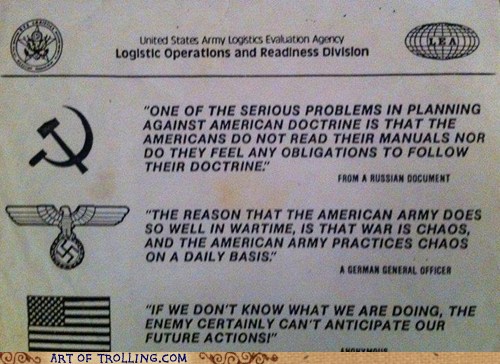 United States Army Logistics Evaluation Agency
Logistic Operations and Readiness Division
LEA
"ONE OF THE SERIOUS PROBLEMS IN PLANNING
AGAINST AMERICAN DOCTRINE IS THAT THE
AMERICANS DO NOT READ THEIR MANUALS NOR
DO THEY FEEL ANY OBLIGATIONS TO FOLLOW
THEIR DOCTRINE."
FROM A RUSSIAN DOCUMENT
"THE REASON THAT THE AMERICAN ARMY DOES
SO WELL IN WARTIME, IS THAT WAR IS CHAOS,
AND THE AMERICAN ARMY PRACTICES CHAOS
ON A DAILY BASIS."
A GERMAN GENERAL OFFICER
"IF WE DON'T KNOW WHAT WE ARE DOING, THE
ENEMY CERTAINLY CAN'T ANTICIPATE OUR
FUTURE ACTIONS!"
ANONYMOUS
ART OF TROLLING.COM